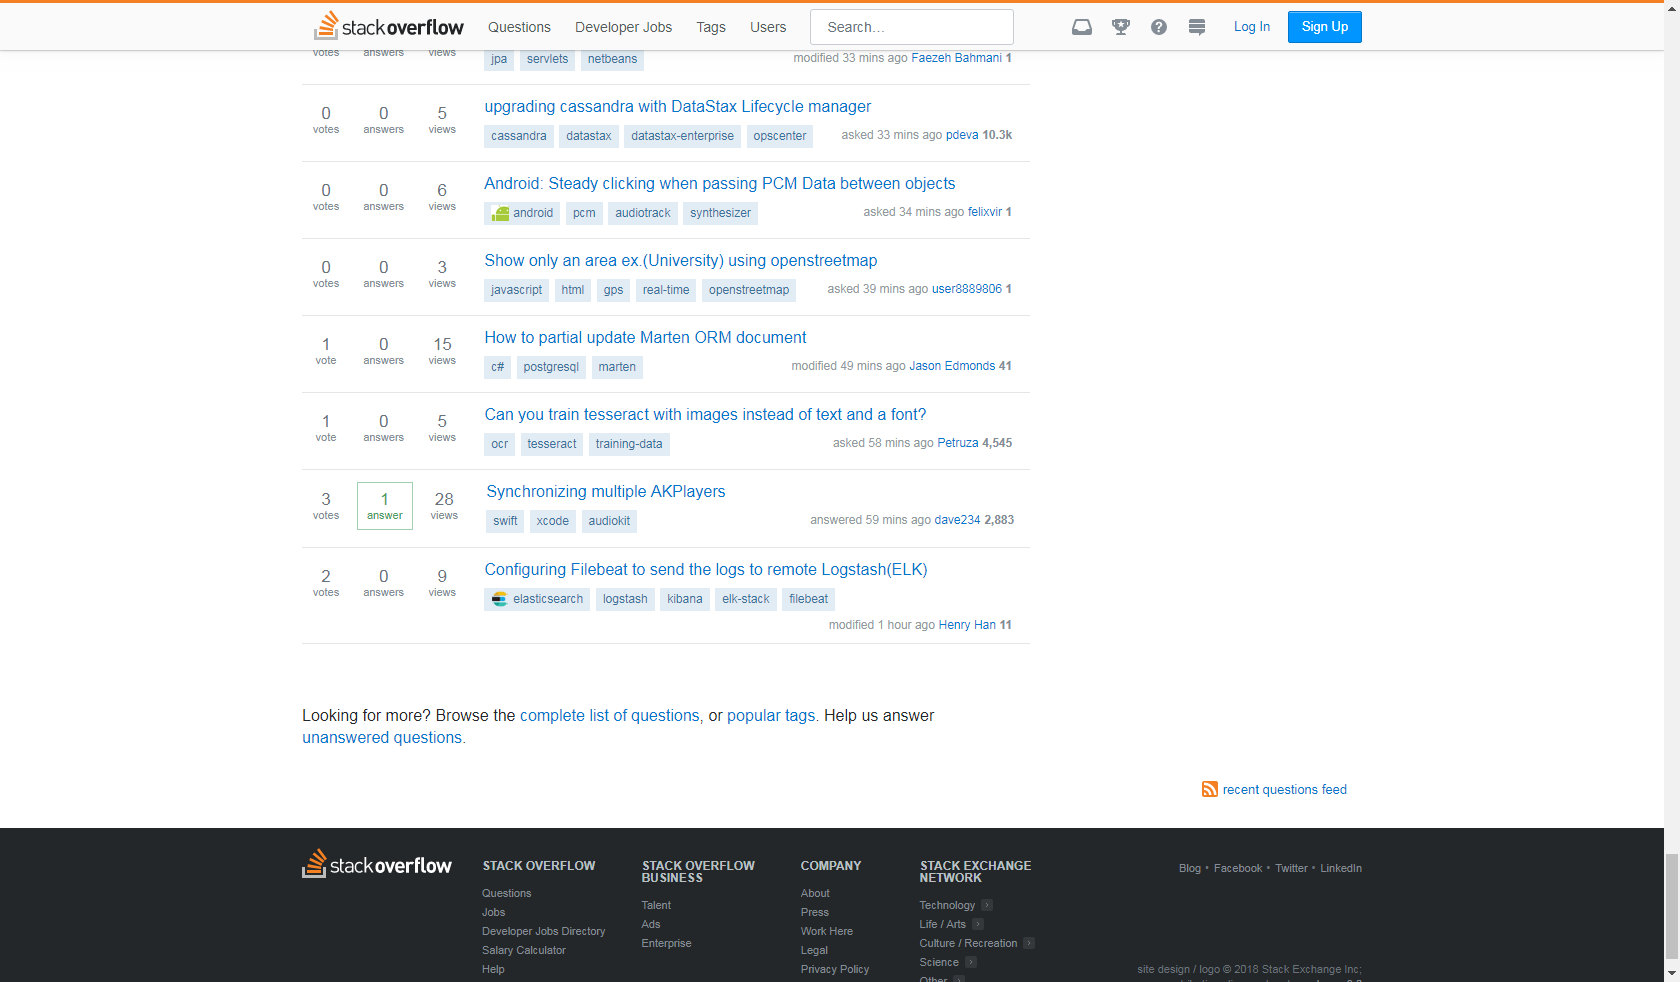 stackoverflow Questions Developer Jobs Tags Users Search... Log In Sign Up
votes answers views
jpa servlets netbeans modified 33 mins ago Faezeh Bahmani 1
0 votes 0 answers 5 views
upgrading cassandra with DataStax Lifecycle manager
cassandra datastax datastax-enterprise opscenter asked 33 mins ago pdeva 10.3k
0 votes 0 answers 6 views
Android: Steady clicking when passing PCM Data between objects
android pcm audiotrack synthesizer asked 34 mins ago felixvir 1
0 votes 0 answers 3 views
Show only an area ex.(University) using openstreetmap
javascript html gps real-time openstreetmap asked 39 mins ago user8889806 1
1 vote 0 answers 15 views
How to partial update Marten ORM document
c# postgresql marten modified 49 mins ago Jason Edmonds 41
1 vote 0 answers 5 views
Can you train tesseract with images instead of text and a font?
ocr tesseract training-data asked 58 mins ago Petruza 4,545
3 votes 1 answer 28 views
Synchronizing multiple AKPlayers
swift xcode audiokit answered 59 mins ago dave234 2,883
2 votes 0 answers 9 views
Configuring Filebeat to send the logs to remote Logstash(ELK)
elasticsearch logstash kibana elk-stack filebeat
modified 1 hour ago Henry Han 11
Looking for more? Browse the complete list of questions, or popular tags. Help us answer
unanswered questions.
recent questions feed
stackoverflow
STACK OVERFLOW
Questions
Jobs
Developer Jobs Directory
Salary Calculator
Help
STACK OVERFLOW
BUSINESS
Talent
Ads
Enterprise
COMPANY
About
Press
Work Here
Legal
Privacy Policy
STACK EXCHANGE
NETWORK
Technology
Life / Arts
Culture / Recreation
Science
Other
Blog • Facebook • Twitter • LinkedIn
site design / logo © 2018 Stack Exchange Inc;